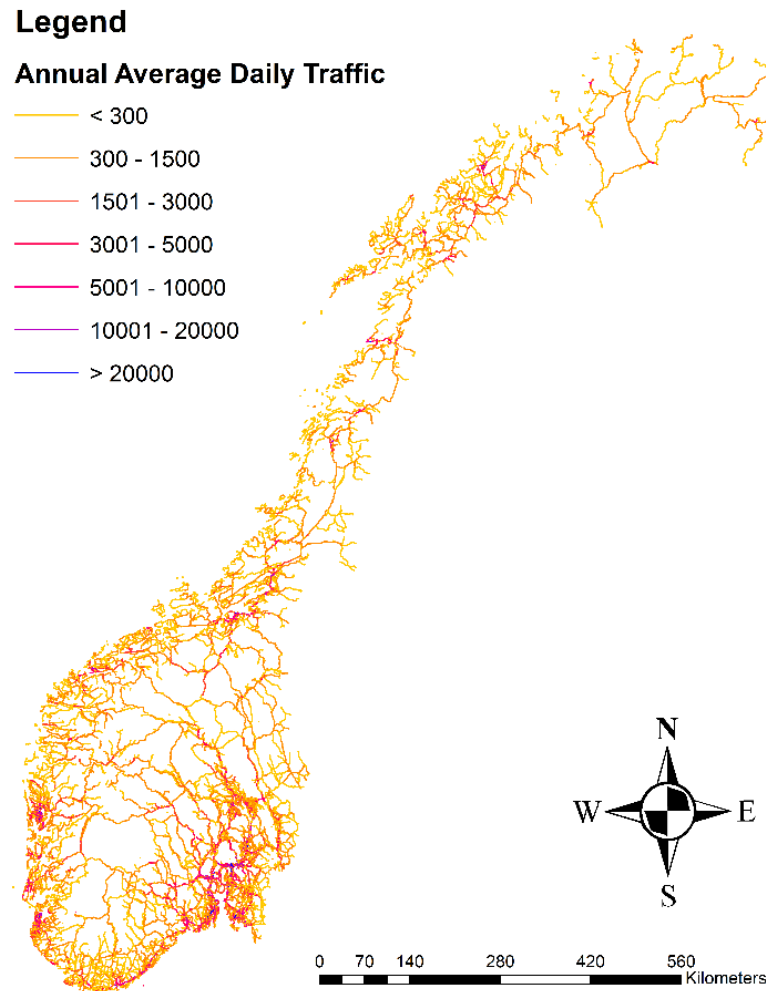 Legend
Annual Average Daily Traffic
< 300
300 - 1500
1501 - 3000
3001 - 5000
5001 - 10000
10001 - 20000
> 20000
N
W E
S
0 70 140 280 420 560
Kilometers